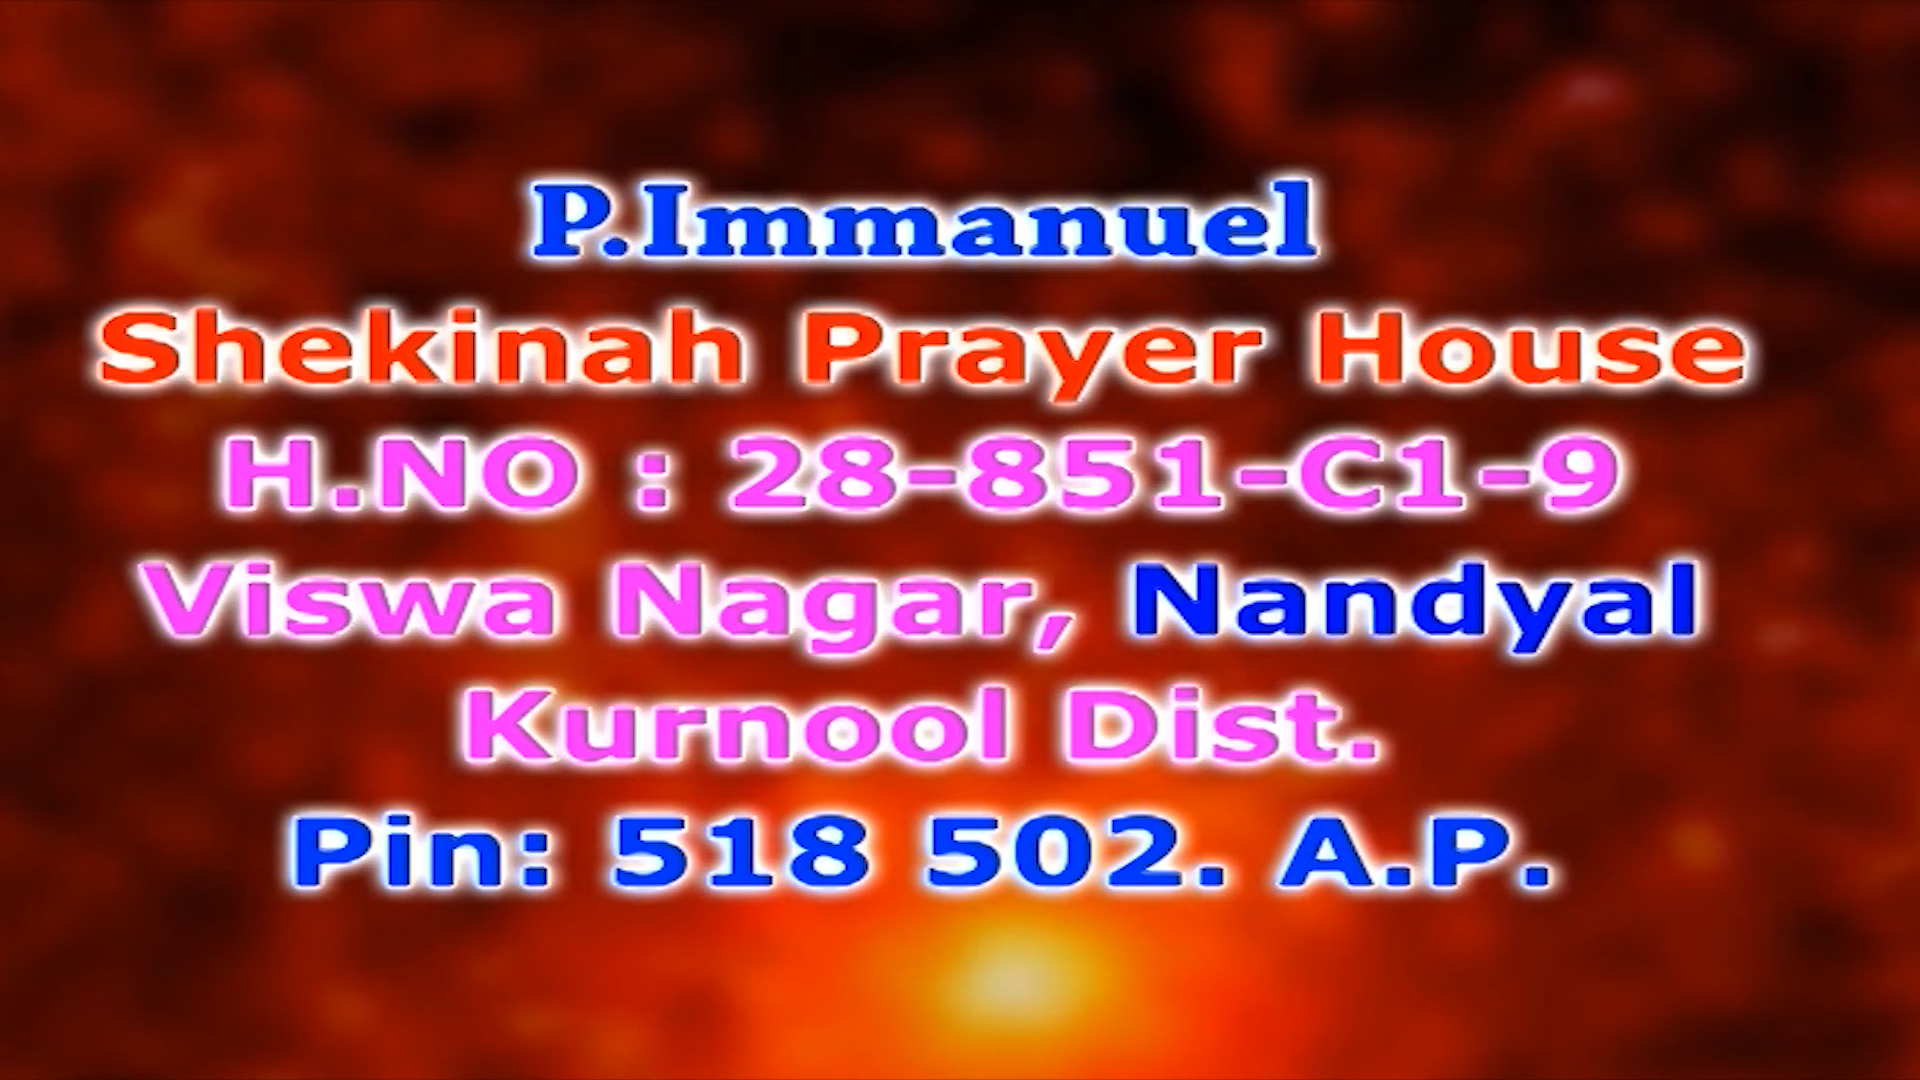 P.Immanuel
Shekinah Prayer House
H.NO : 28-851-C1-9
Viswa Nagar, Nandyal
Kurnool Dist.
Pin: 518 502. A.P.